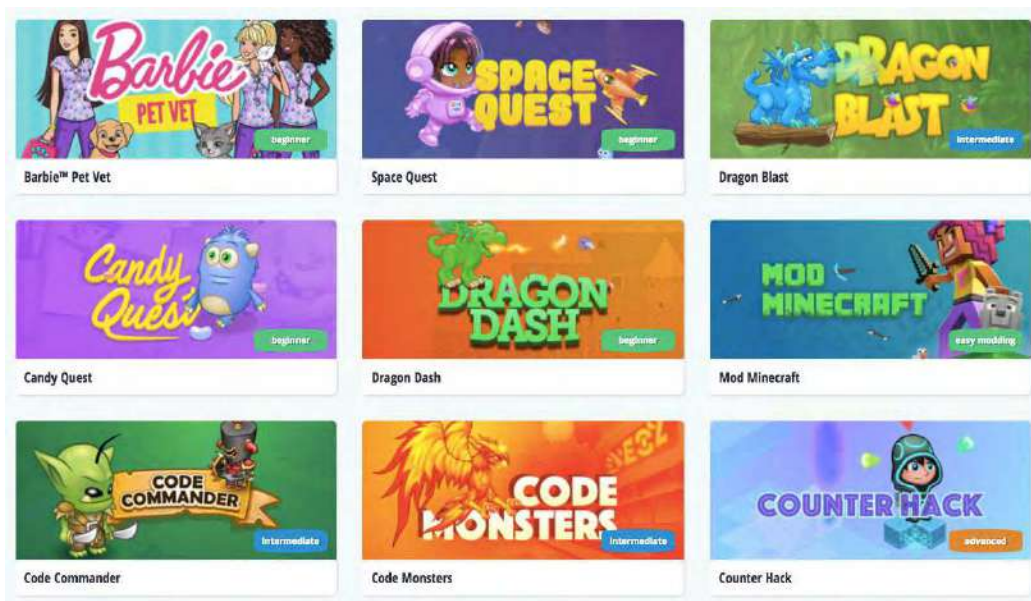 Barbie
PET VET
beginner
Barbie™ Pet Vet
SPACE
QUEST
beginner
Space Quest
DRAGON
BLAST
intermediate
Dragon Blast
Candy
Quest
beginner
Candy Quest
DRAGON
DASH
beginner
Dragon Dash
MOD
MINECRAFT
easy modding
Mod Minecraft
CODE
COMMANDER
intermediate
Code Commander
CODE
MONSTERS
intermediate
Code Monsters
COUNTER HACK
advanced
Counter Hack